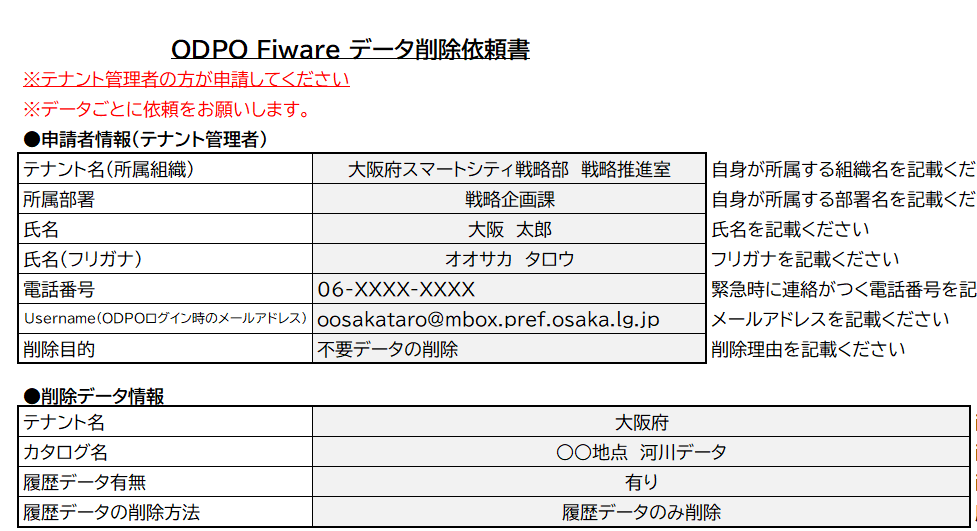 ODPO Fiware データ削除依頼書
※テナント管理者の方が申請してください
※データごとに依頼をお願いします。
●申請者情報（テナント管理者）
テナント名（所属組織） 大阪府スマートシティ戦略部　戦略推進室 自身が所属する組織名を記載くだ
所属部署 戦略企画課 自身が所属する部署名を記載くだ
氏名 大阪　太郎 氏名を記載ください
氏名（フリガナ） オオサカ　タロウ フリガナを記載ください
電話番号 06-XXXX-XXXX 緊急時に連絡がつく電話番号を記
Username（ODPOログイン時のメールアドレス） oosakataro@mbox.pref.osaka.lg.jp メールアドレスを記載ください
削除目的 不要データの削除 削除理由を記載ください
●削除データ情報
テナント名 大阪府
カタログ名 〇〇地点　河川データ
履歴データ有無 有り
履歴データの削除方法 履歴データのみ削除